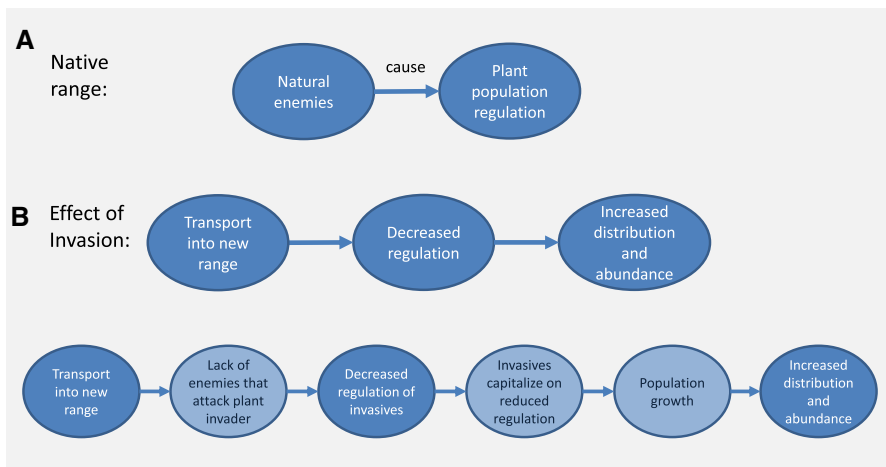 A
Native
range:
Natural
enemies
cause
Plant
population
regulation
B
Effect of
Invasion:
Transport
into new
range
Decreased
regulation
Increased
distribution
and
abundance
Transport
into new
range
Lack of
enemies that
attack plant
invader
Decreased
regulation of
invasives
Invasives
capitalize on
reduced
regulation
Population
growth
Increased
distribution
and
abundance